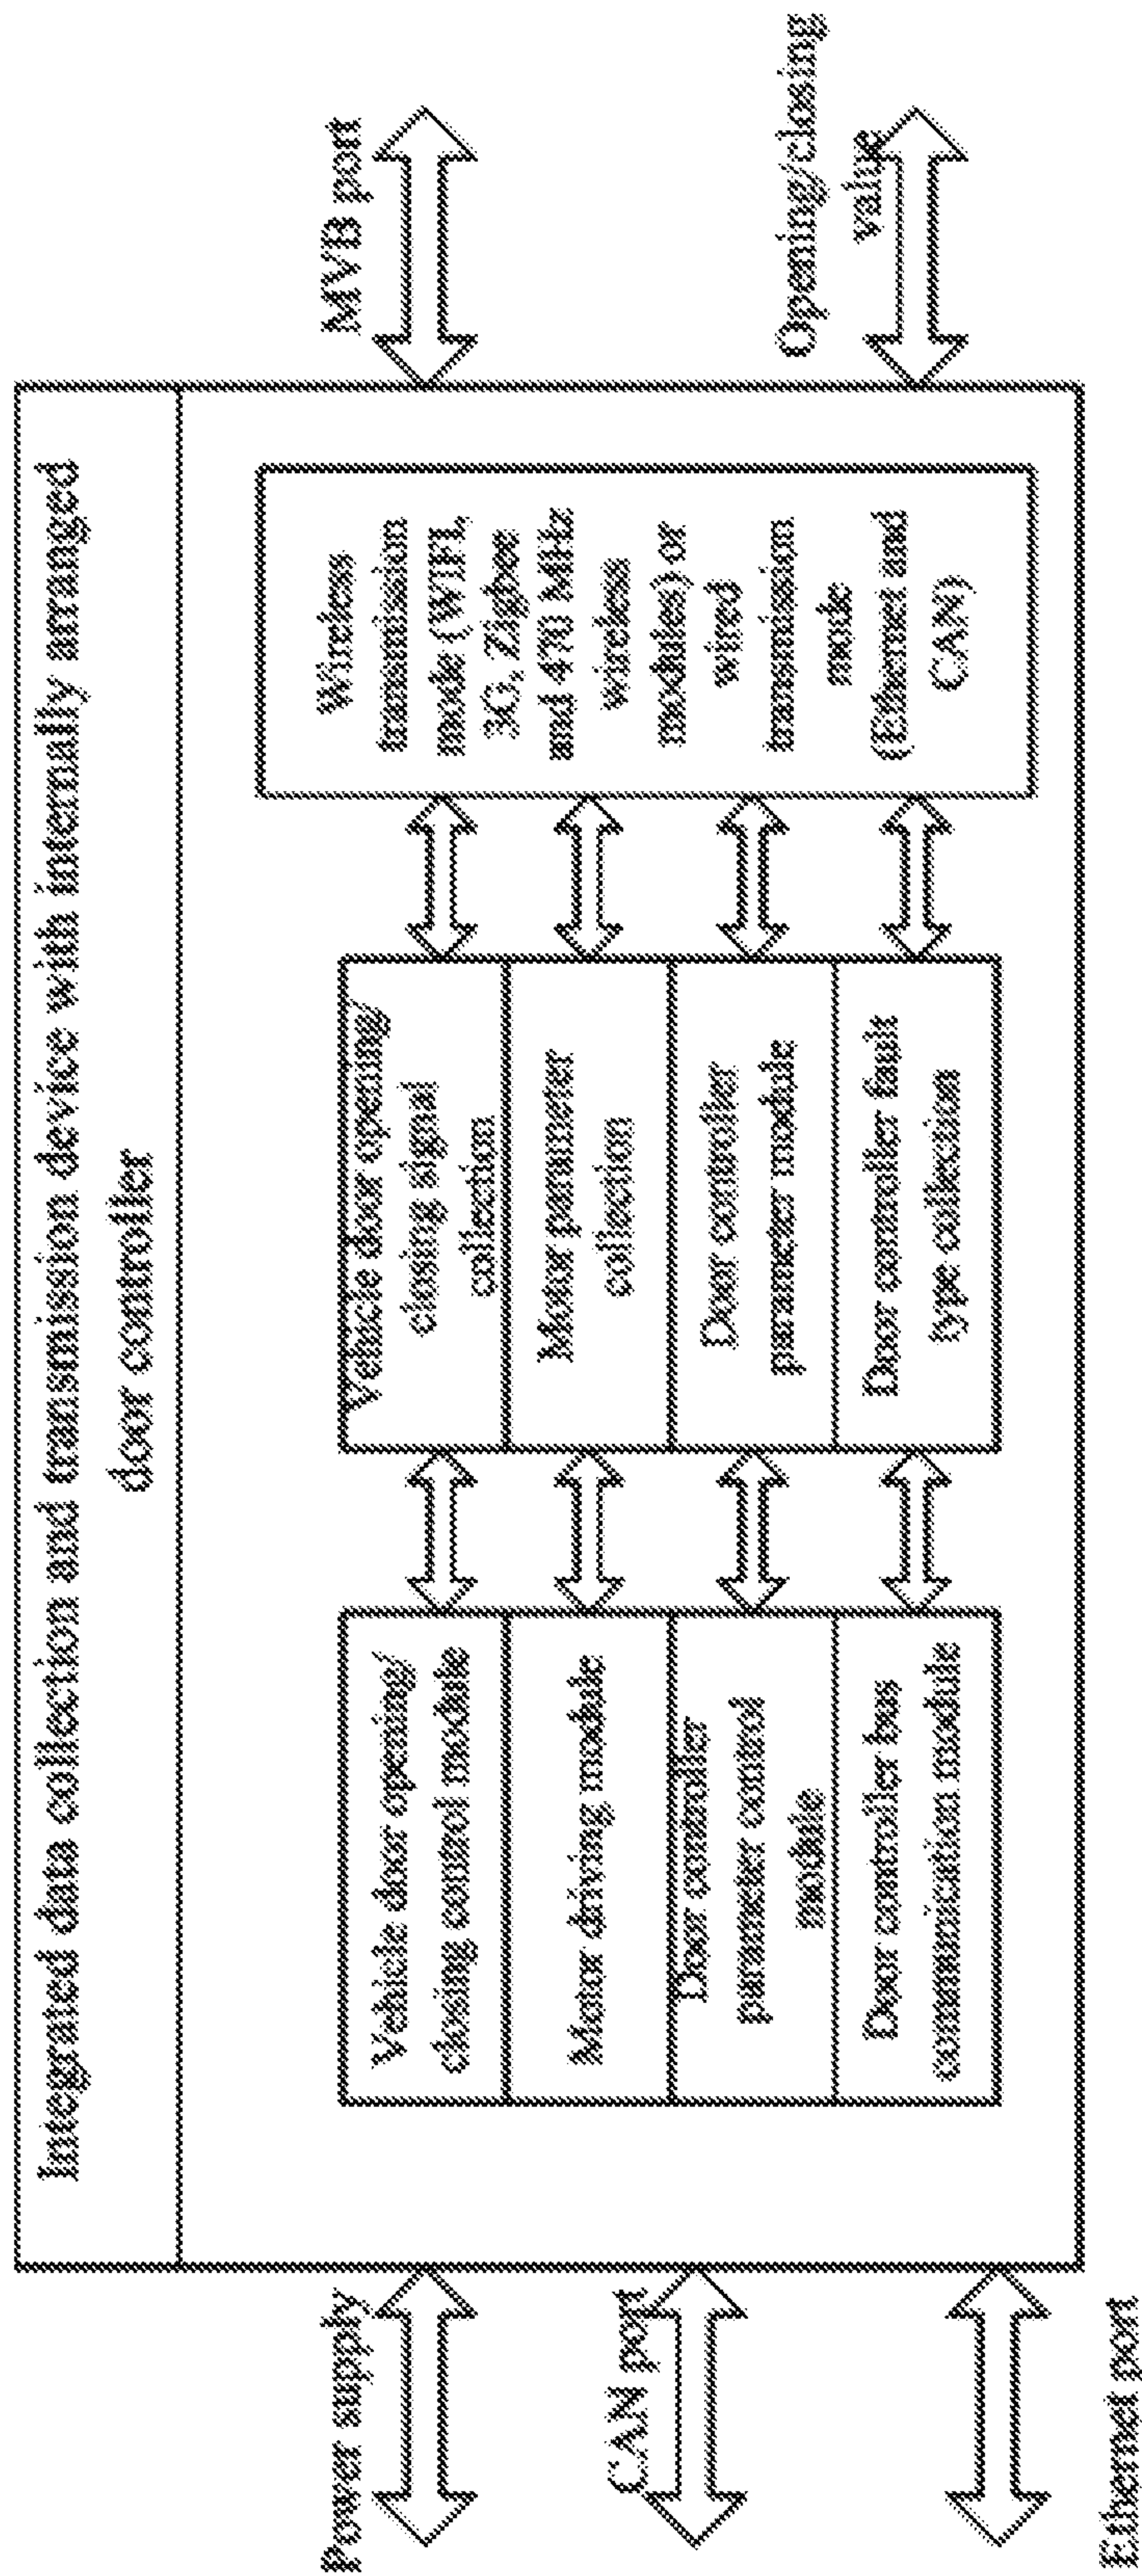 Integrated data collection and transmission device with internally arranged
door controller
Power supply
CAN port
Ethernet port
Vehicle door opening/
closing control module
Motor driving module
Door controller
parameter control
module
Door controller bus
communication module
Vehicle door opening/
closing signal
collection
Motor parameter
collection
Door controller
parameter module
Door controller fault
type collection
Wireless
transmission
mode (WIFI,
3G, Zigbee
and 470 MHz
wireless
modules) or
wired
transmission
mode
(Ethernet and
CAN)
MVB port
Opening/closing
value